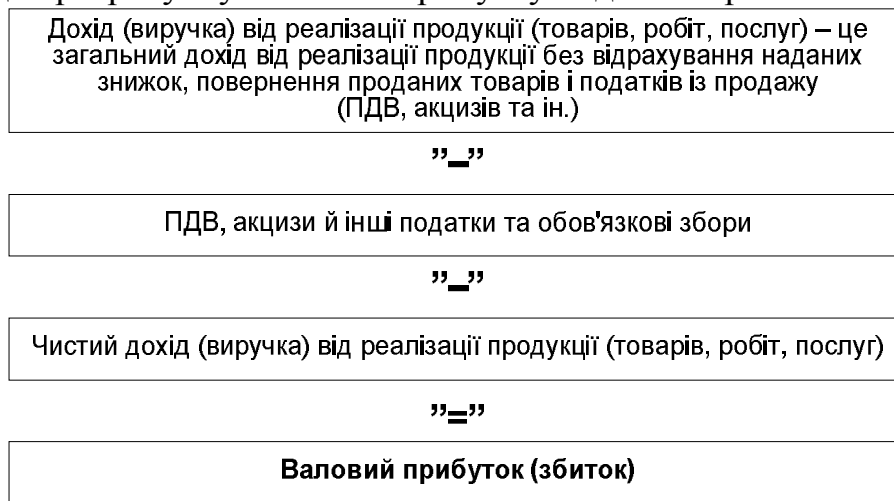 Дохід (виручка) від реалізації продукції (товарів, робіт, послуг) – це
загальний дохід від реалізації продукції без відрахування наданих
знижок, повернення проданих товарів і податків із продажу
(ПДВ, акцизів та ін.)
”–”
ПДВ, акцизи й інші податки та обов'язкові збори
”–”
Чистий дохід (виручка) від реалізації продукції (товарів, робіт, послуг)
”=”
Валовий прибуток (збиток)